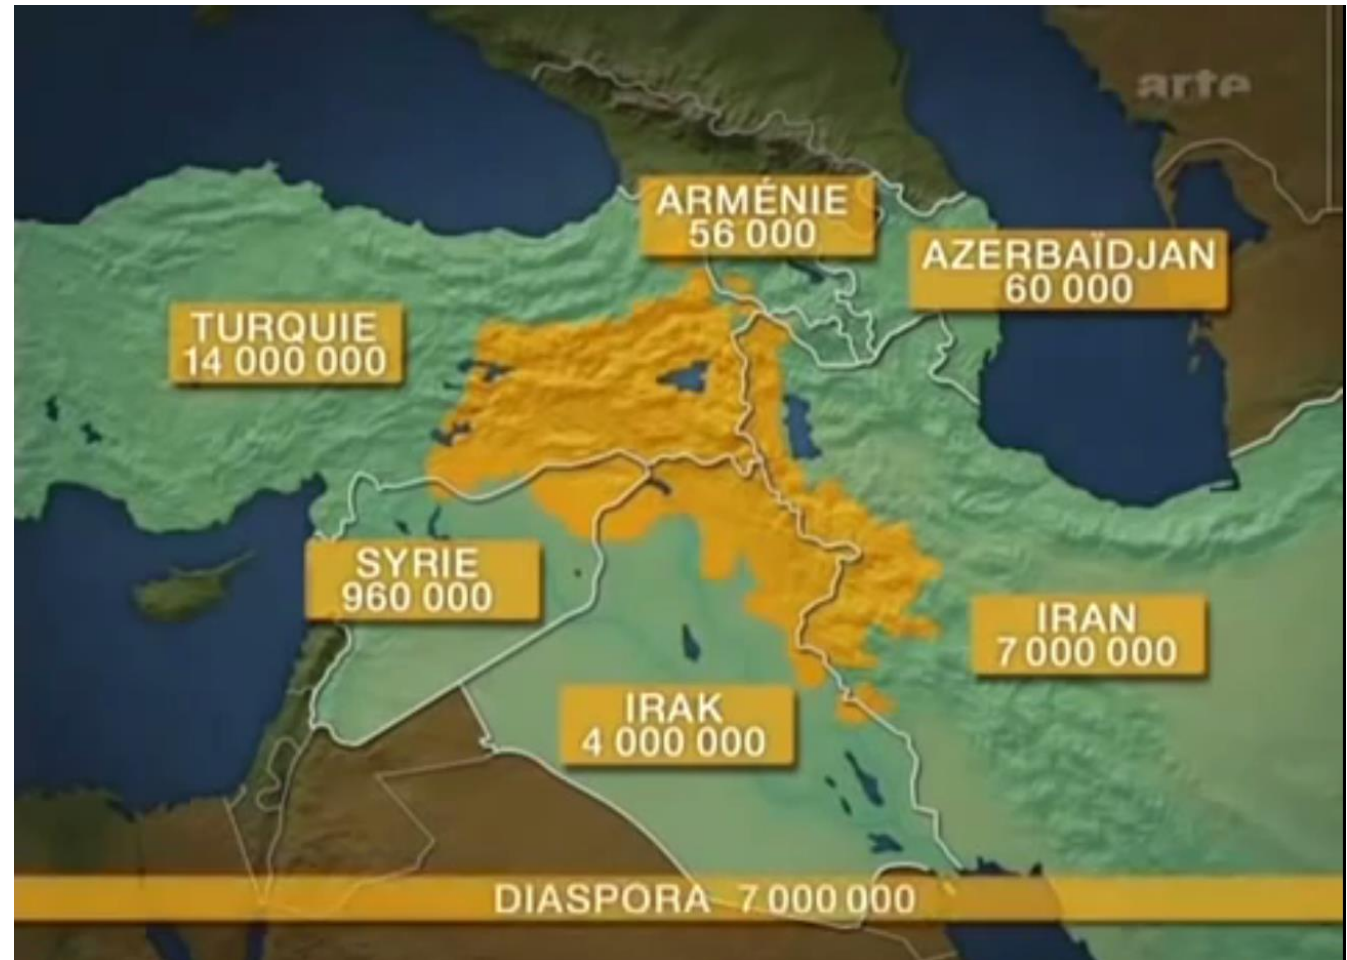 arte
ARMÉNIE
56 000
AZERBAÏDJAN
60 000
TURQUIE
14 000 000
SYRIE
960 000
IRAN
7 000 000
IRAK
4 000 000
DIASPORA 7 000 000